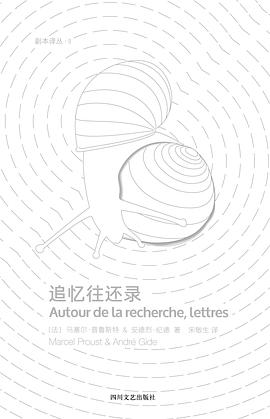 副本译丛·8
追忆往还录
Autour de la recherche, lettres
[法] 马塞尔·普鲁斯特 & 安德烈·纪德 著 宋敏生 译
Marcel Proust & André Gide
四川文艺出版社